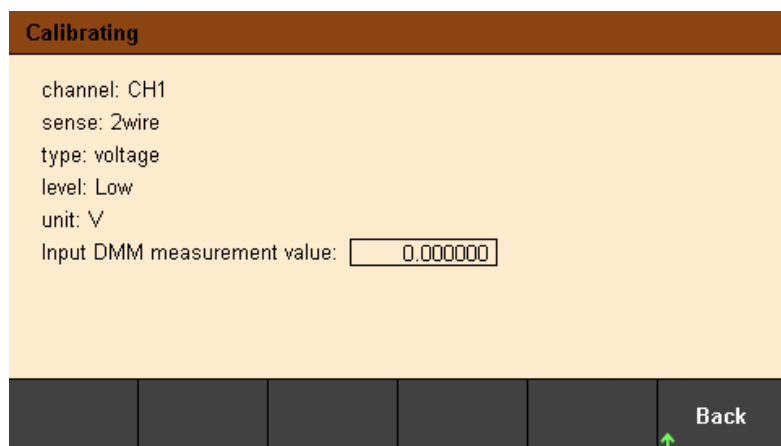 Calibrating
channel: CH1
sense: 2wire
type: voltage
level: Low
unit: V
Input DMM measurement value: 0.000000
Back